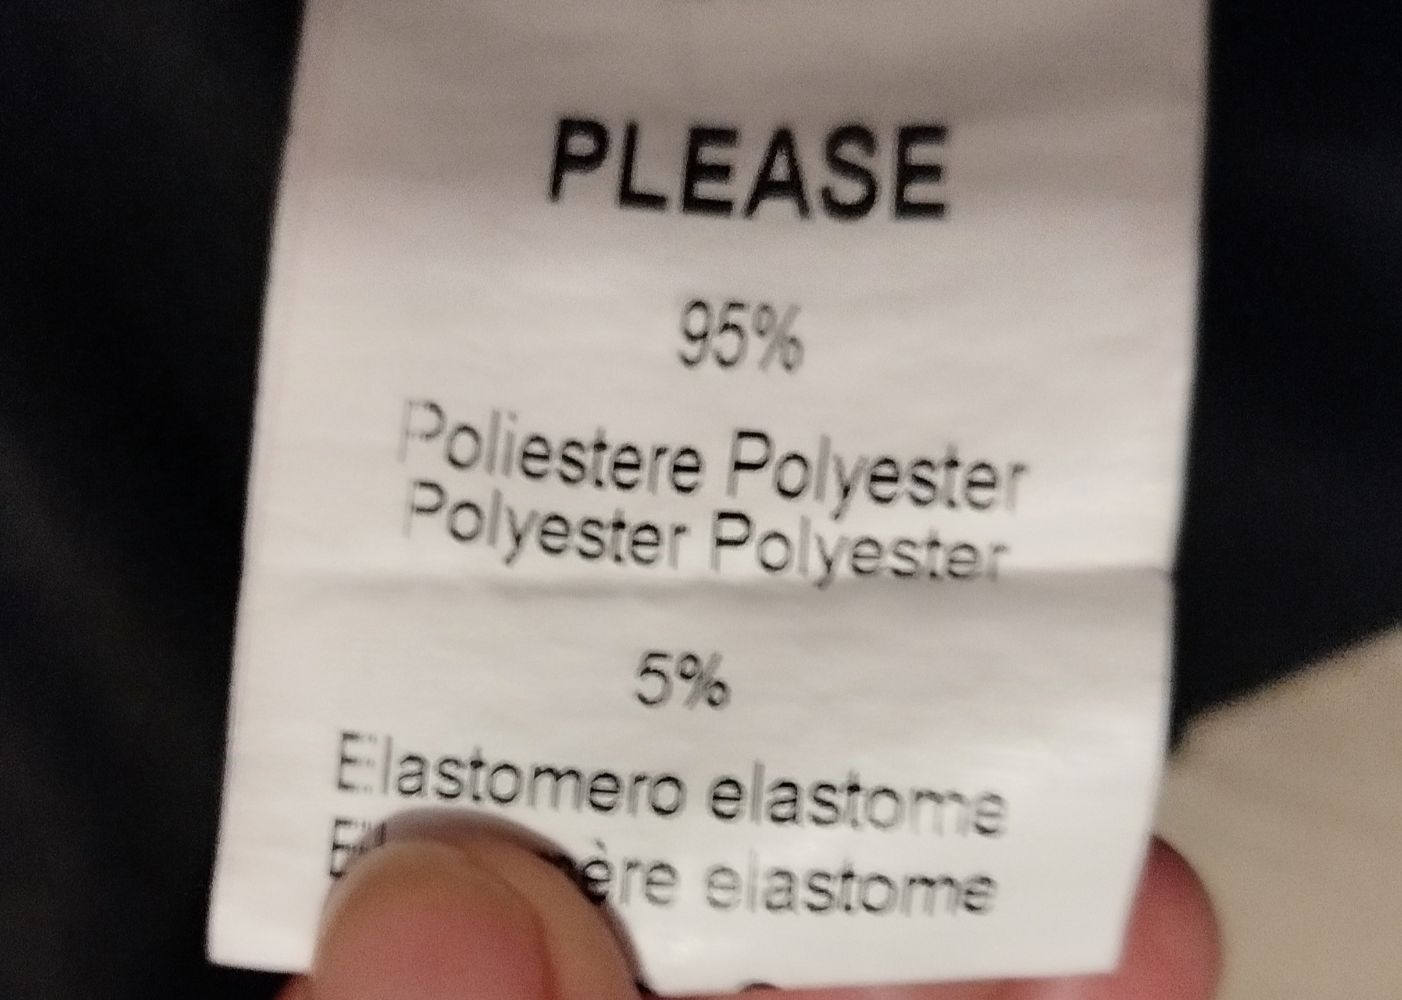 PLEASE
95%
Poliestere Polyester
Polyester Polyester
5%
Elastomero elastome
elastome